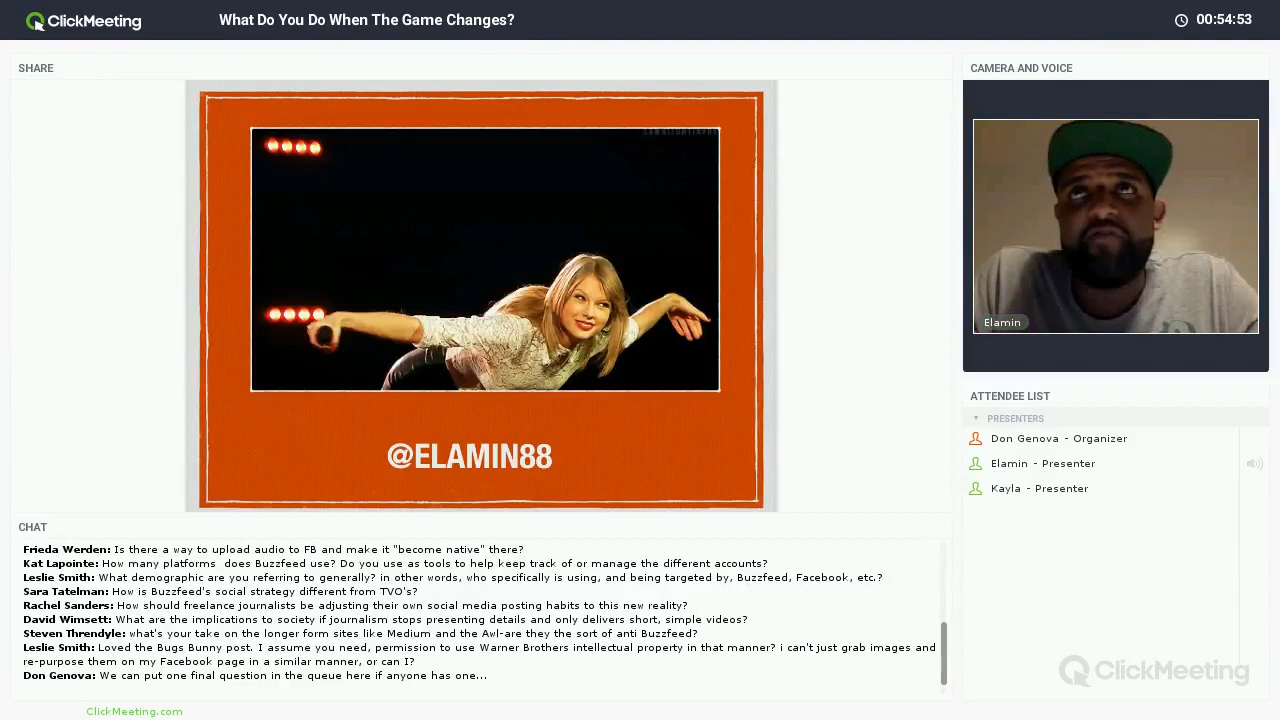 ClickMeeting
What Do You Do When The Game Changes?
00:54:53
SHARE
@ELAMIN88
CAMERA AND VOICE
Elamin
ATTENDEE LIST
PRESENTERS
Don Genova - Organizer
Elamin - Presenter
Kayla - Presenter
CHAT
Frieda Werden: Is there a way to upload audio to FB and make it "become native" there?
Kat Lapointe: How many platforms does Buzzfeed use? Do you use as tools to help keep track of or manage the different accounts?
Leslie Smith: What demographic are you referring to generally? in other words, who specifically is using, and being targeted by, Buzzfeed, Facebook, etc.?
Sara Tatelman: How is Buzzfeed's social strategy different from TVO's?
Rachel Sanders: How should freelance journalists be adjusting their own social media posting habits to this new reality?
David Wimsett: What are the implications to society if journalism stops presenting details and only delivers short, simple videos?
Steven Threndyle: what's your take on the longer form sites like Medium and the Awl-are they the sort of anti Buzzfeed?
Leslie Smith: Loved the Bugs Bunny post. I assume you need, permission to use Warner Brothers intellectual property in that manner? i can't just grab images and
re-purpose them on my Facebook page in a similar manner, or can I?
Don Genova: We can put one final question in the queue here if anyone has one...
ClickMeeting
ClickMeeting.com